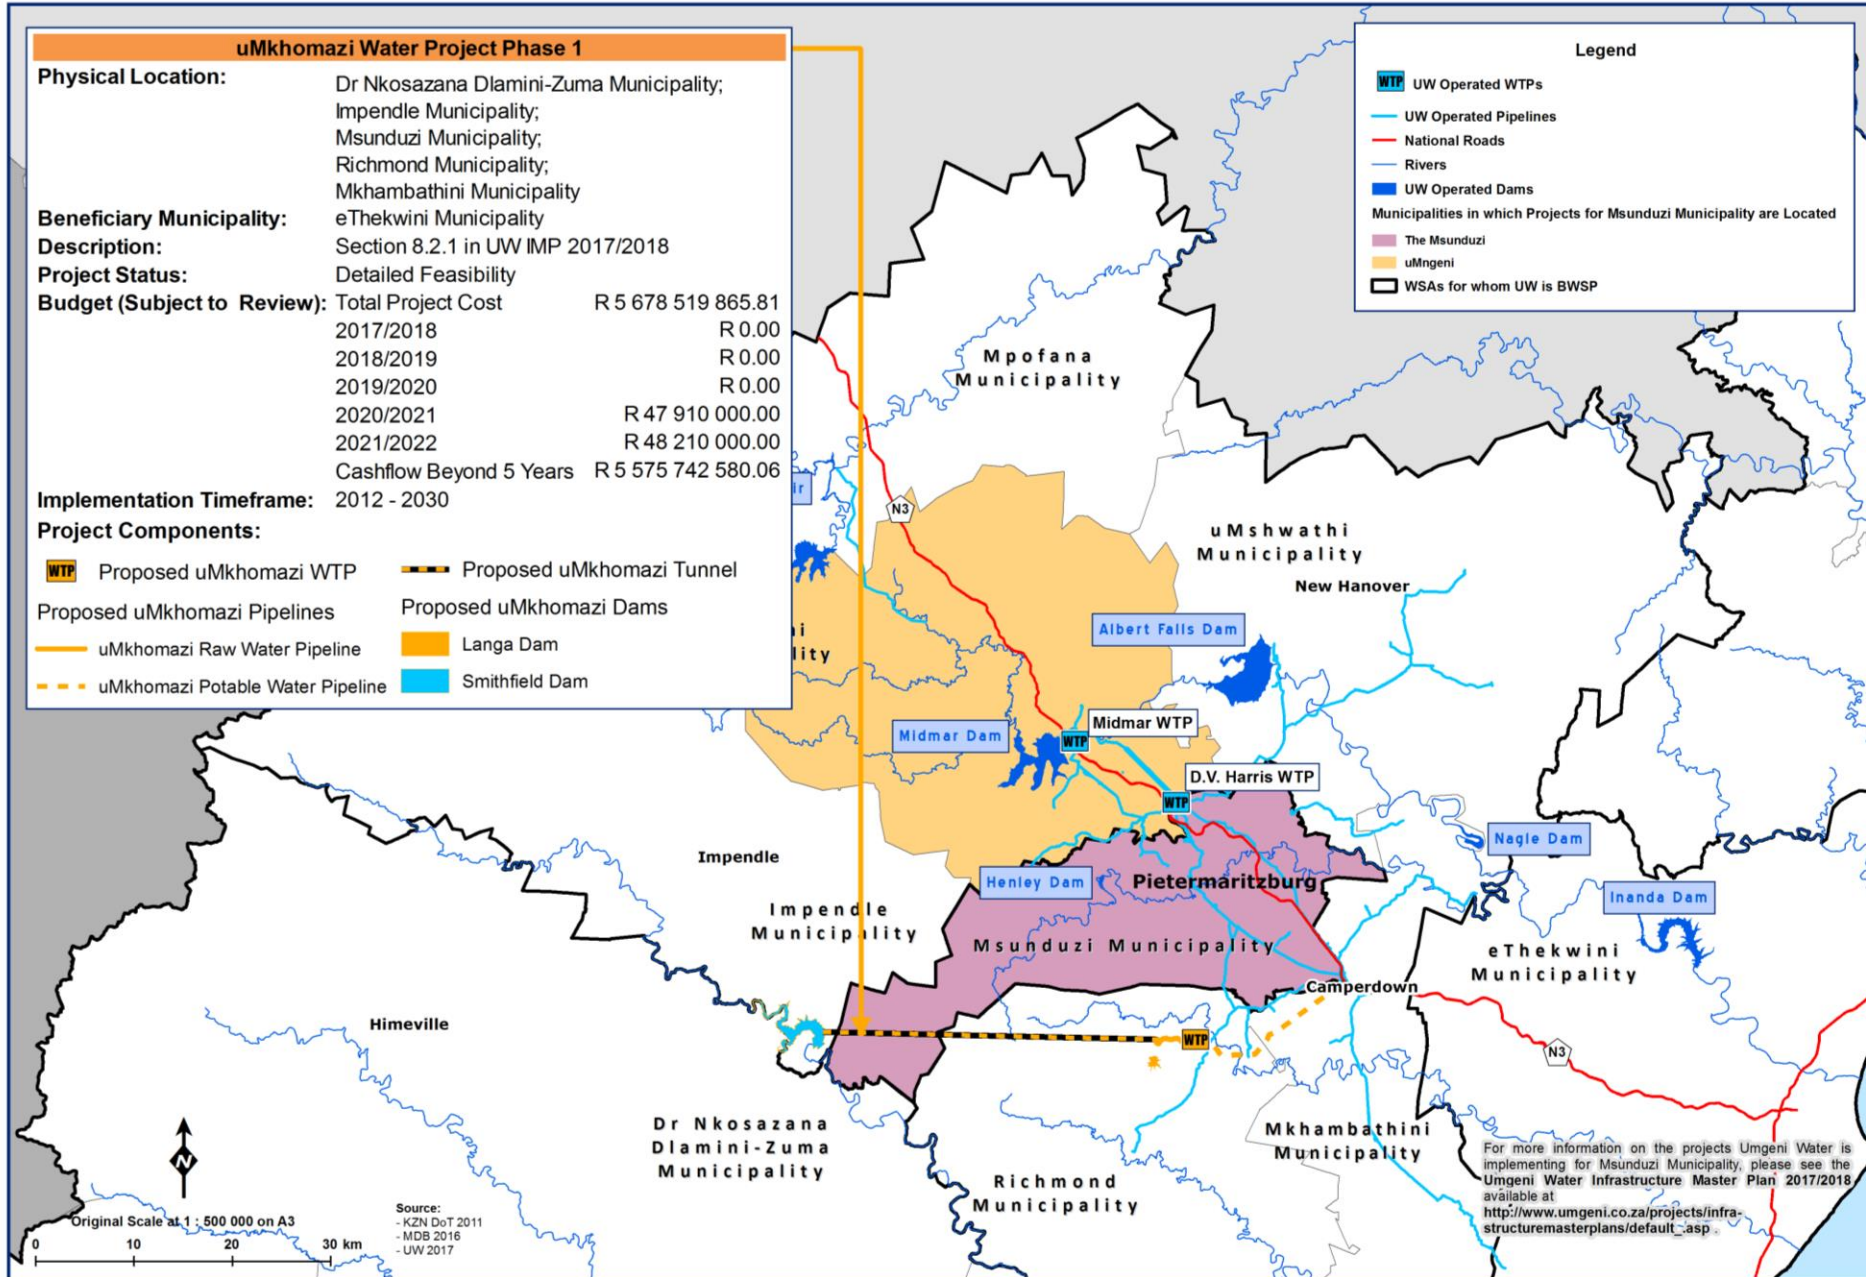 uMkhomazi Water Project Phase 1
Physical Location: Dr Nkosazana Dlamini-Zuma Municipality;
Impendle Municipality;
Msunduzi Municipality;
Richmond Municipality;
Mkhambathini Municipality
Beneficiary Municipality: eThekwini Municipality
Description: Section 8.2.1 in UW IMP 2017/2018
Project Status: Detailed Feasibility
Budget (Subject to Review): Total Project Cost R 5 678 519 865.81
2017/2018 R 0.00
2018/2019 R 0.00
2019/2020 R 0.00
2020/2021 R 47 910 000.00
2021/2022 R 48 210 000.00
Cashflow Beyond 5 Years R 5 575 742 580.06
Implementation Timeframe: 2012 - 2030
Project Components:
WTP Proposed uMkhomazi WTP
Proposed uMkhomazi Tunnel
Proposed uMkhomazi Pipelines
Proposed uMkhomazi Dams
uMkhomazi Raw Water Pipeline
Langa Dam
uMkhomazi Potable Water Pipeline
Smithfield Dam
Legend
WTP UW Operated WTPs
UW Operated Pipelines
National Roads
Rivers
UW Operated Dams
Municipalities in which Projects for Msunduzi Municipality are Located
The Msunduzi
uMngeni
WSAs for whom UW is BWSP
Mpofana
Municipality
ir
N3
uMshwathi
Municipality
New Hanover
Albert Falls Dam
ni
lity
Midmar WTP
Midmar Dam
WTP
D.V. Harris WTP
WTP
Nagle Dam
Impendle
Henley Dam
Pietermaritzburg
Inanda Dam
Impendle
Municipality
Msunduzi Municipality
eThekwini
Municipality
Camperdown
Himeville
WTP
N3
Dr Nkosazana
Dlamini-Zuma
Municipality
Mkhambathini
Municipality
Richmond
Municipality
For more information on the projects Umgeni Water is
implementing for Msunduzi Municipality, please see the
Umgeni Water Infrastructure Master Plan 2017/2018
available at
http://www.umgeni.co.za/projects/infra-
structuremasterplans/default_.asp .
N
Original Scale at 1 : 500 000 on A3
0 10 20 30 km
Source:
- KZN DoT 2011
- MDB 2016
- UW 2017